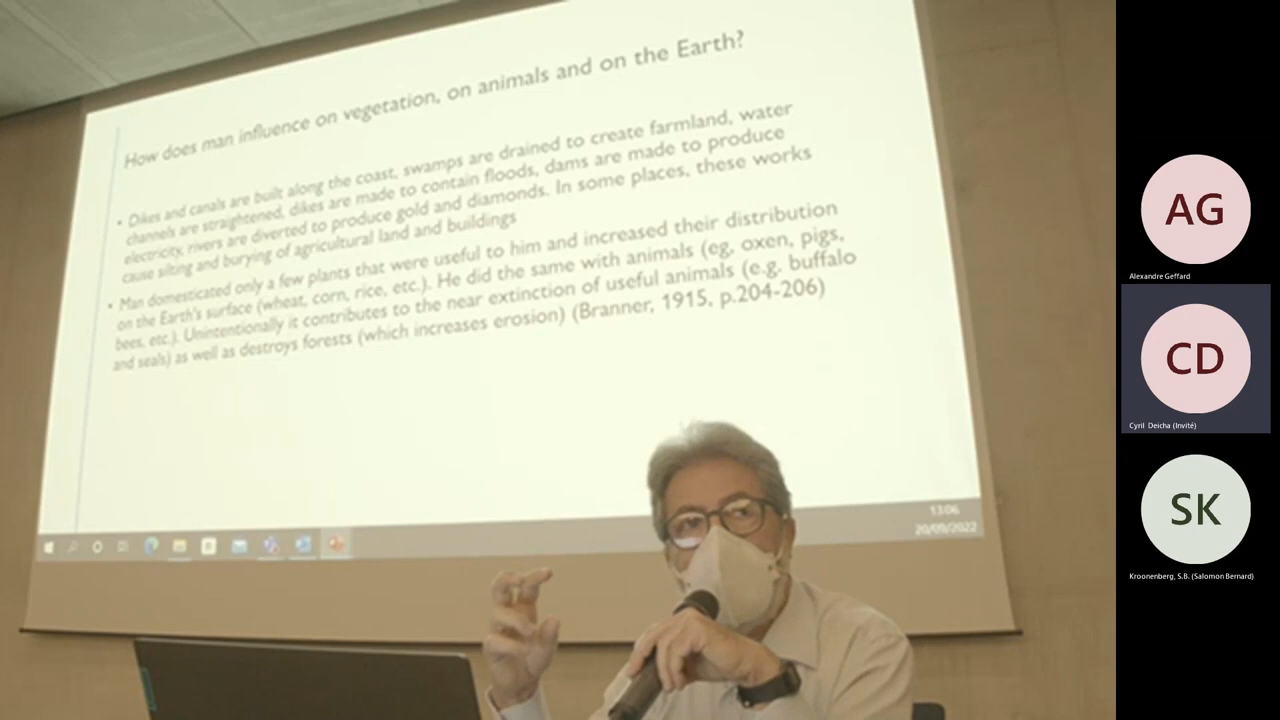 How does man influence on vegetation, on animals and on the Earth?
• Dikes and canals are built along the coast, swamps are drained to create farmland, water
channels are straightened, dikes are made to contain floods, dams are made to produce
electricity, rivers are diverted to produce gold and diamonds. In some places, these works
cause silting and burying of agricultural land and buildings
• Man domesticated only a few plants that were useful to him and increased their distribution
on the Earth's surface (wheat, corn, rice, etc.). He did the same with animals (eg, oxen, pigs,
bees, etc.). Unintentionally it contributes to the near extinction of useful animals (e.g. buffalo
and seals) as well as destroys forests (which increases erosion) (Branner, 1915, p.204-206)
13:06
20/09/2022
AG
Alexandre Geffard
CD
Cyril Deicha (Invité)
SK
Kroonenberg, S.B. (Salomon Bernard)